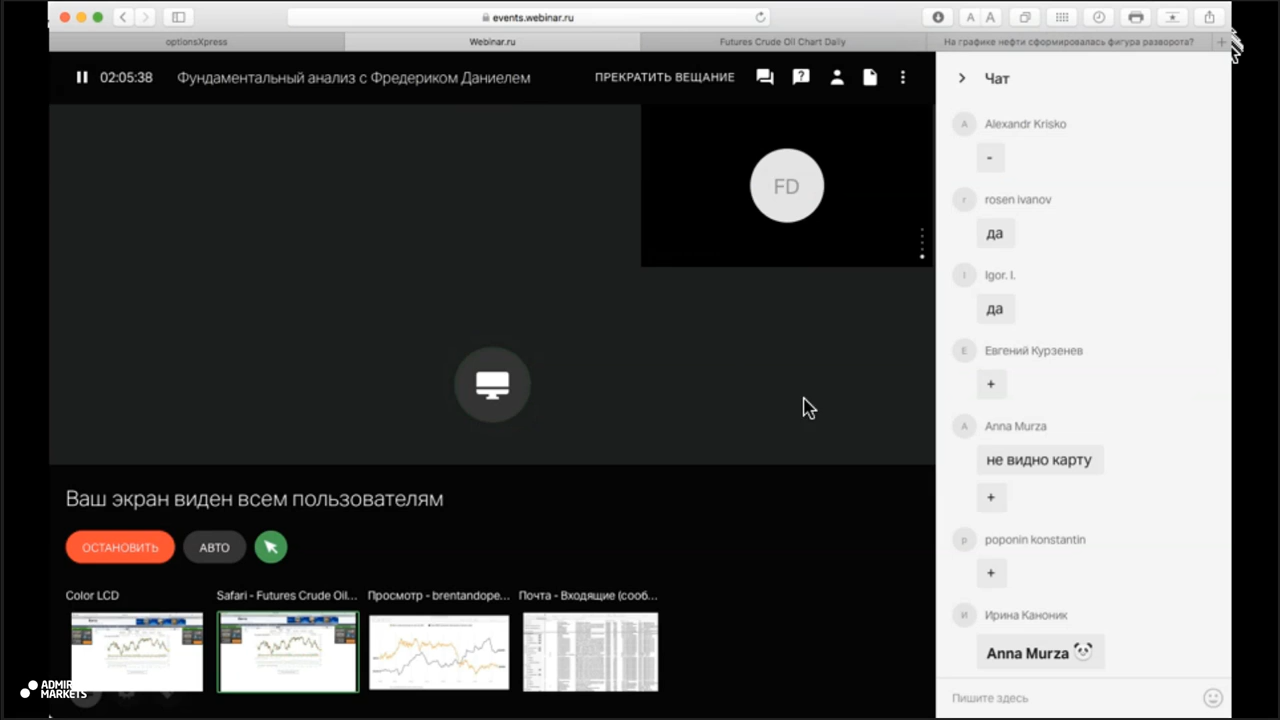 events.webinar.ru
A A
optionsXpress
Webinar.ru
Futures Crude Oil Chart Daily
На графике нефти сформировалась фигура разворота?
02:05:38
Фундаментальный анализ с Фредериком Даниелем
ПРЕКРАТИТЬ ВЕЩАНИЕ
Чат
FD
A
Alexandr Krisko
-
r
rosen ivanov
да
I
Igor. I.
да
Е
Евгений Курзенев
+
A
Anna Murza
не видно карту
+
p
poponin konstantin
+
И
Ирина Каноник
Anna Murza 🐼
Пишите здесь
Ваш экран виден всем пользователям
ОСТАНОВИТЬ
АВТО
Color LCD
Safari - Futures Crude Oil...
Просмотр - brentandope...
Почта - Входящие (сооб...
ADMIRAL
MARKETS